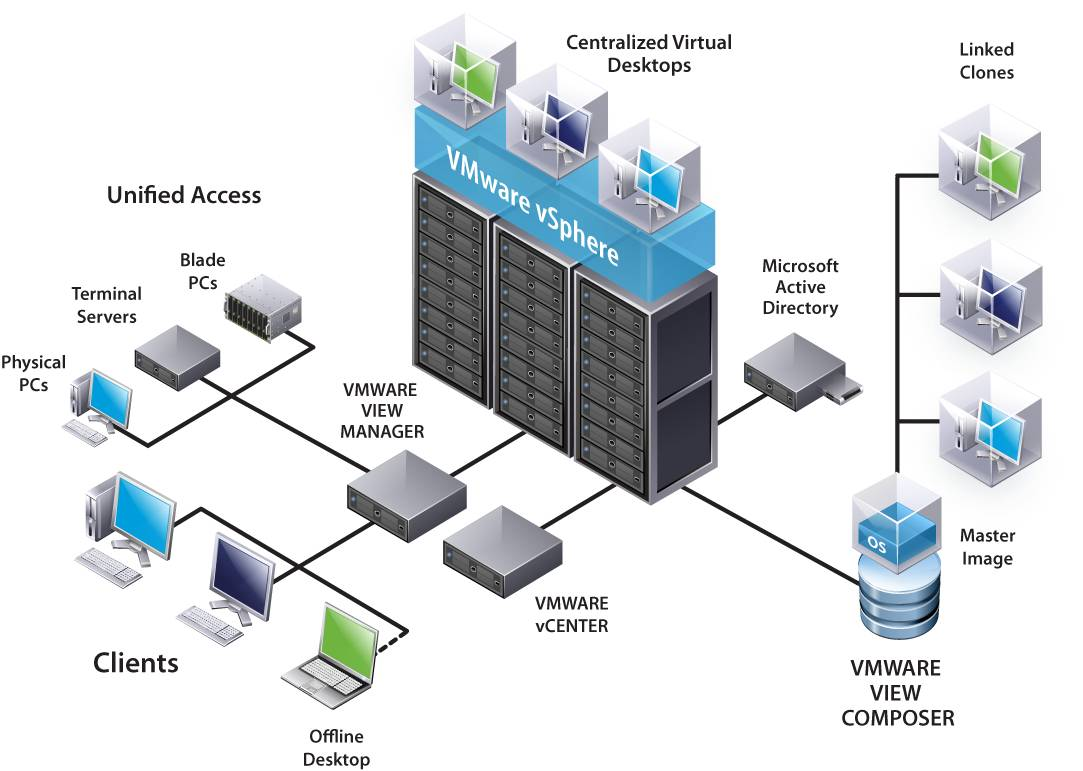 Centralized Virtual
Desktops
Linked
Clones
VMware vSphere
Unified Access
Blade
PCs
Terminal
Servers
Physical
PCs
Microsoft
Active
Directory
VMWARE
VIEW
MANAGER
OS
Master
Image
VMWARE
vCENTER
Clients
VMWARE
VIEW
COMPOSER
Offline
Desktop